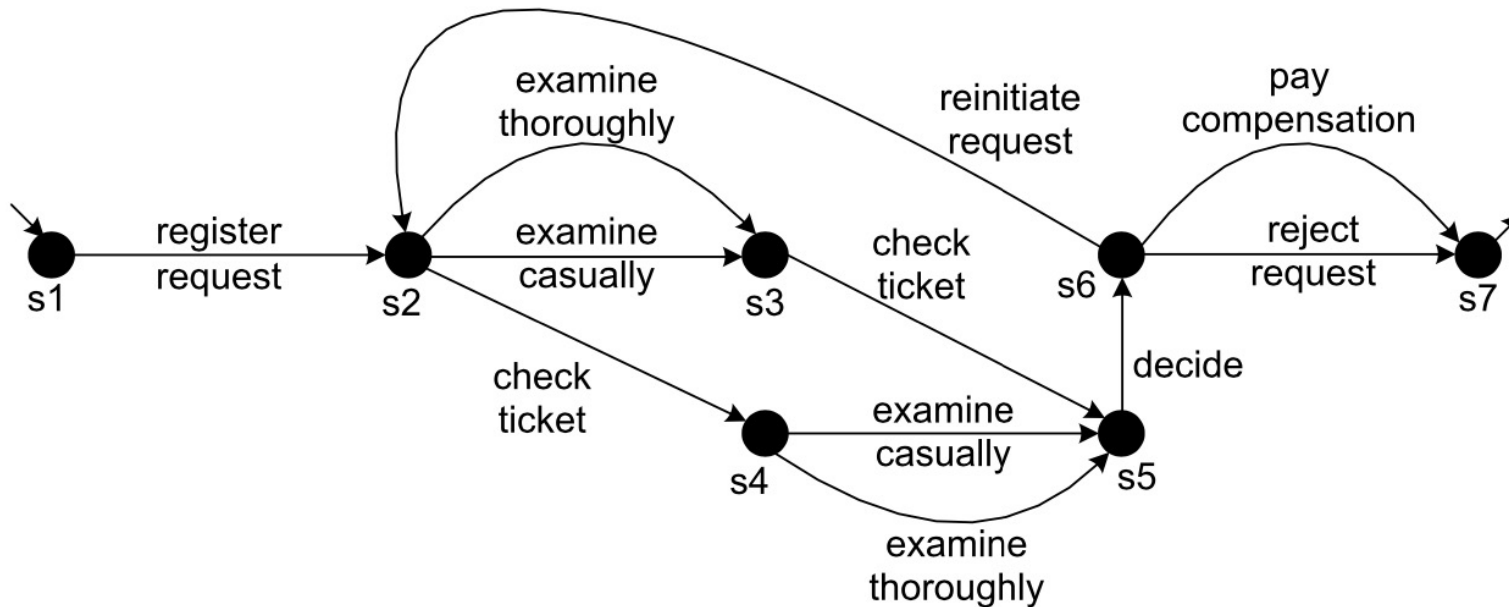 examine
thoroughly
reinitiate
request
pay
compensation
register
request
examine
casually
check
ticket
reject
request
s1
s2
s3
s6
s7
check
ticket
decide
examine
casually
s4
s5
examine
thoroughly